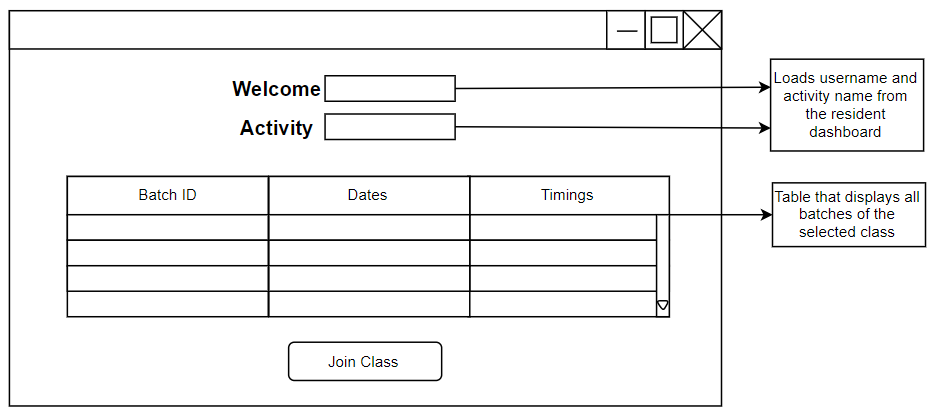 Welcome
Activity
Loads username and
activity name from
the resident
dashboard
Batch ID
Dates
Timings
Table that displays all
batches of the
selected class
Join Class